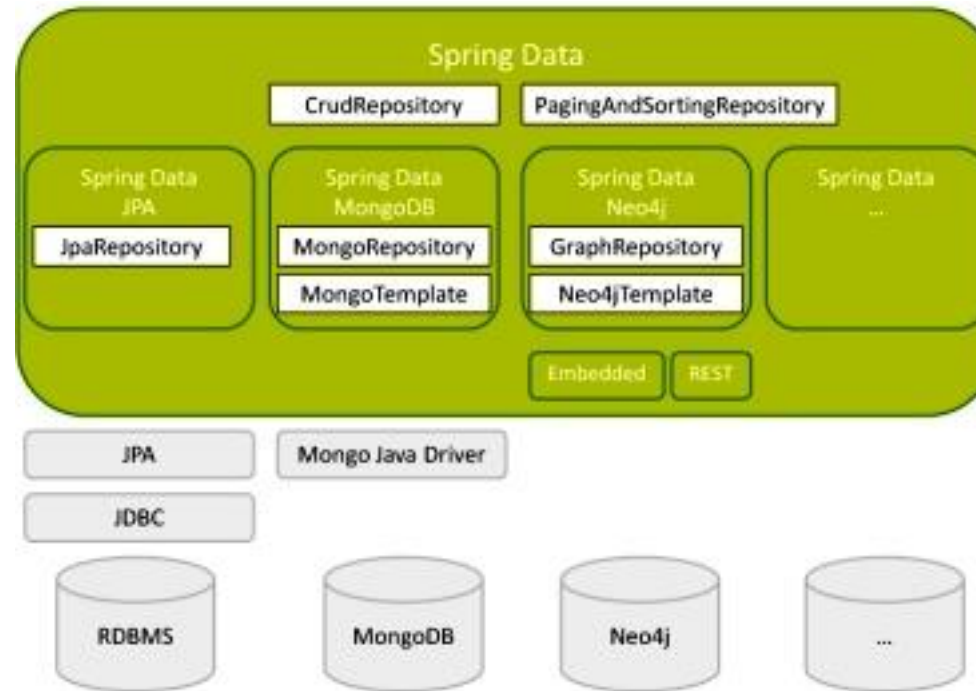 Spring Data
CrudRepository
PagingAndSortingRepository
Spring Data
JPA
JpaRepository
Spring Data
MongoDB
MongoRepository
MongoTemplate
Spring Data
Neo4j
GraphRepository
Neo4jTemplate
Spring Data
...
Embedded
REST
JPA
Mongo Java Driver
JDBC
RDBMS
MongoDB
Neo4j
...